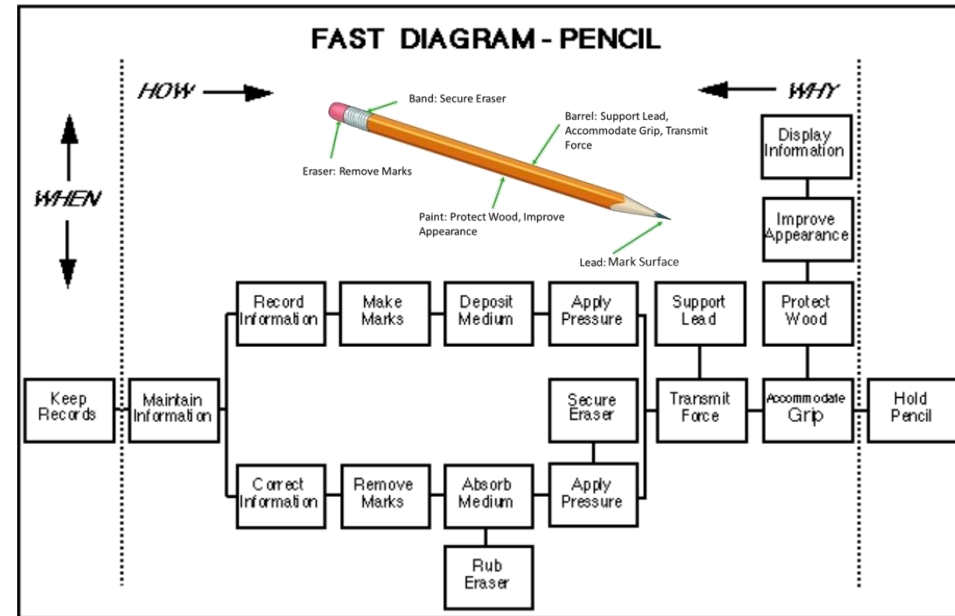 FAST DIAGRAM - PENCIL
HOW
WHY
WHEN
Band: Secure Eraser
Barrel: Support Lead,
Accommodate Grip, Transmit
Force
Eraser: Remove Marks
Paint: Protect Wood, Improve
Appearance
Lead: Mark Surface
Display
Information
Improve
Appearance
Record
Information
Make
Marks
Deposit
Medium
Apply
Pressure
Support
Lead
Protect
Wood
Keep
Records
Maintain
Information
Secure
Eraser
Transmit
Force
Accommodate
Grip
Hold
Pencil
Correct
Information
Remove
Marks
Absorb
Medium
Apply
Pressure
Rub
Eraser